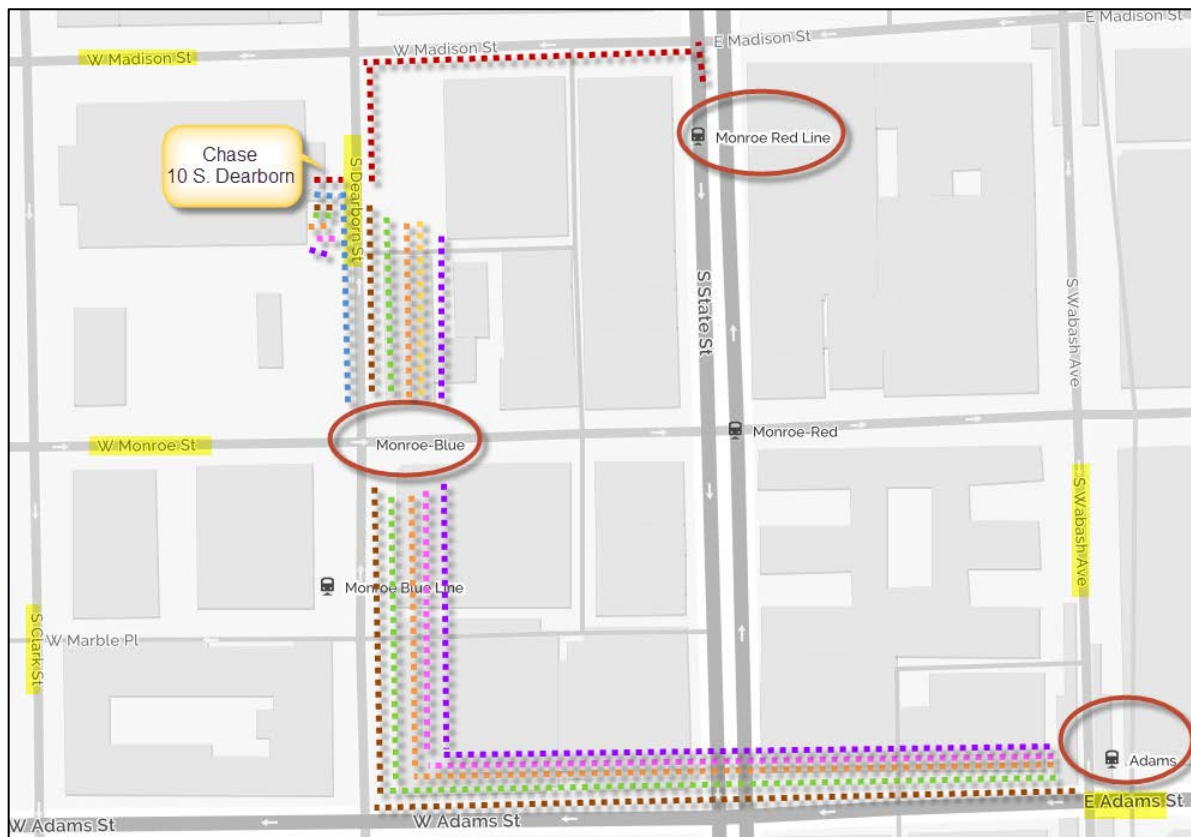 W Madison St
W Madison St
E Madison St
E Madison St
Chase
10 S. Dearborn
S Dearborn St
Monroe Red Line
S State St
S Wabash Ave
W Monroe St
Monroe-Blue
Monroe-Red
S Wabash Ave
Monroe Blue Line
S Clark St
W Marble Pl
Adams
W Adams St
W Adams St
E Adams St